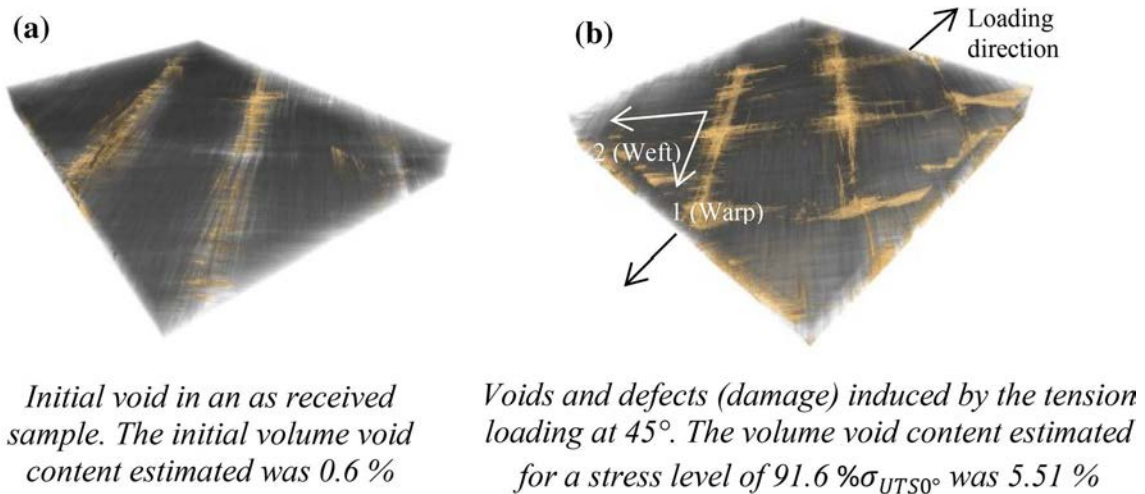 (a)
Initial void in an as received
sample. The initial volume void
content estimated was 0.6 %
(b)
Loading
direction
2 (Weft)
1 (Warp)
Voids and defects (damage) induced by the tension
loading at 45°. The volume void content estimated
for a stress level of 91.6 %σ_UTS0° was 5.51 %